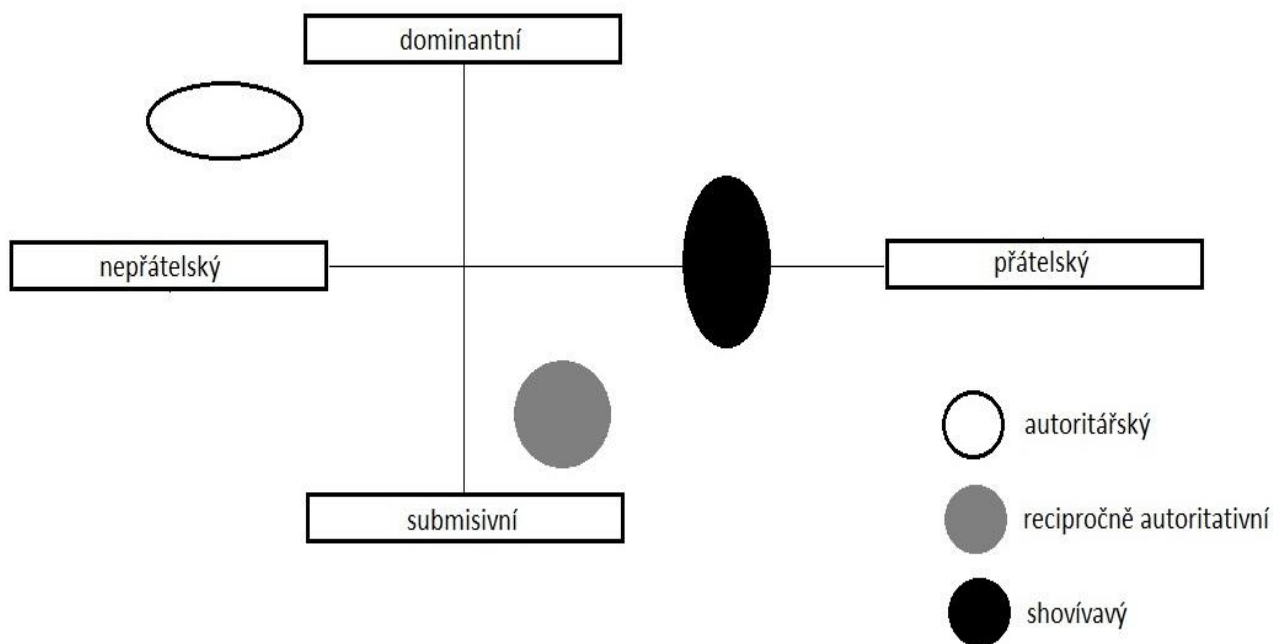 dominantní
nepřátelský
přátelský
submisivní
autoritářský
recipročně autoritativní
shovívavý